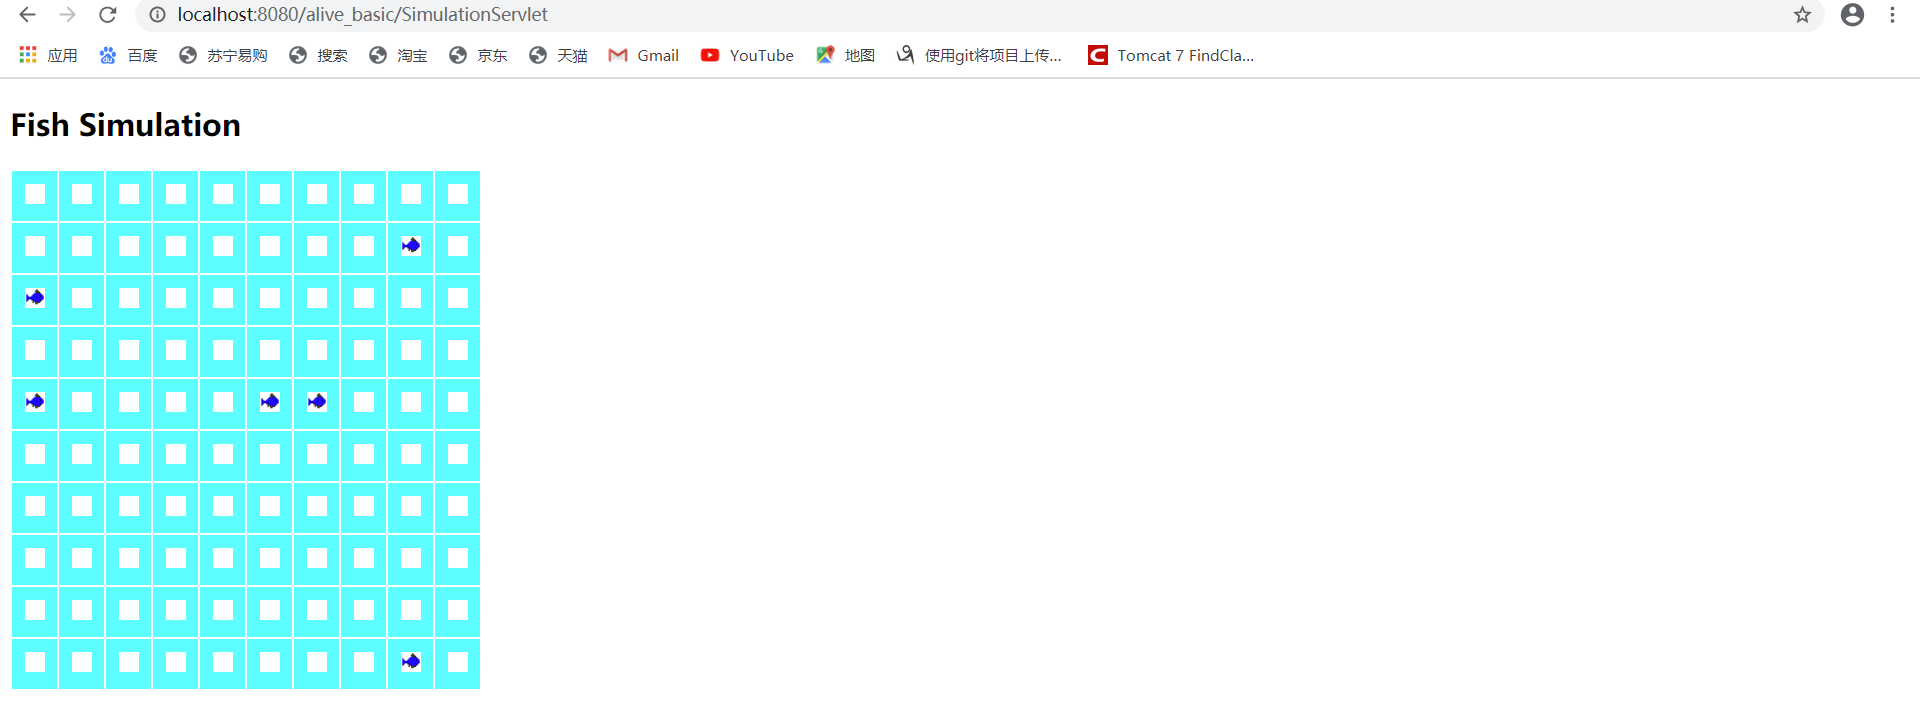 localhost:8080/alive_basic/SimulationServlet
应用 百度 苏宁易购 搜索 淘宝 京东 天猫 Gmail YouTube 地图 使用git将项目上传... Tomcat 7 FindCla...
Fish Simulation